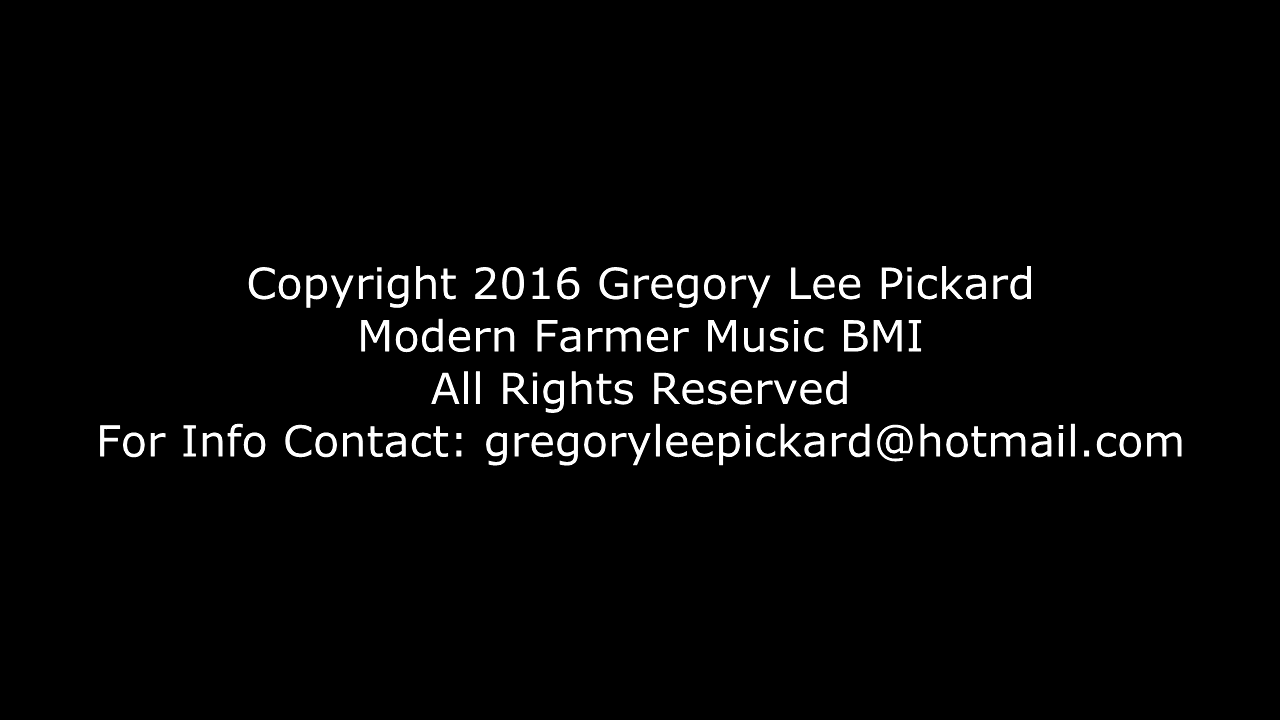 Copyright 2016 Gregory Lee Pickard
Modern Farmer Music BMI
All Rights Reserved
For Info Contact: gregoryleepickard@hotmail.com